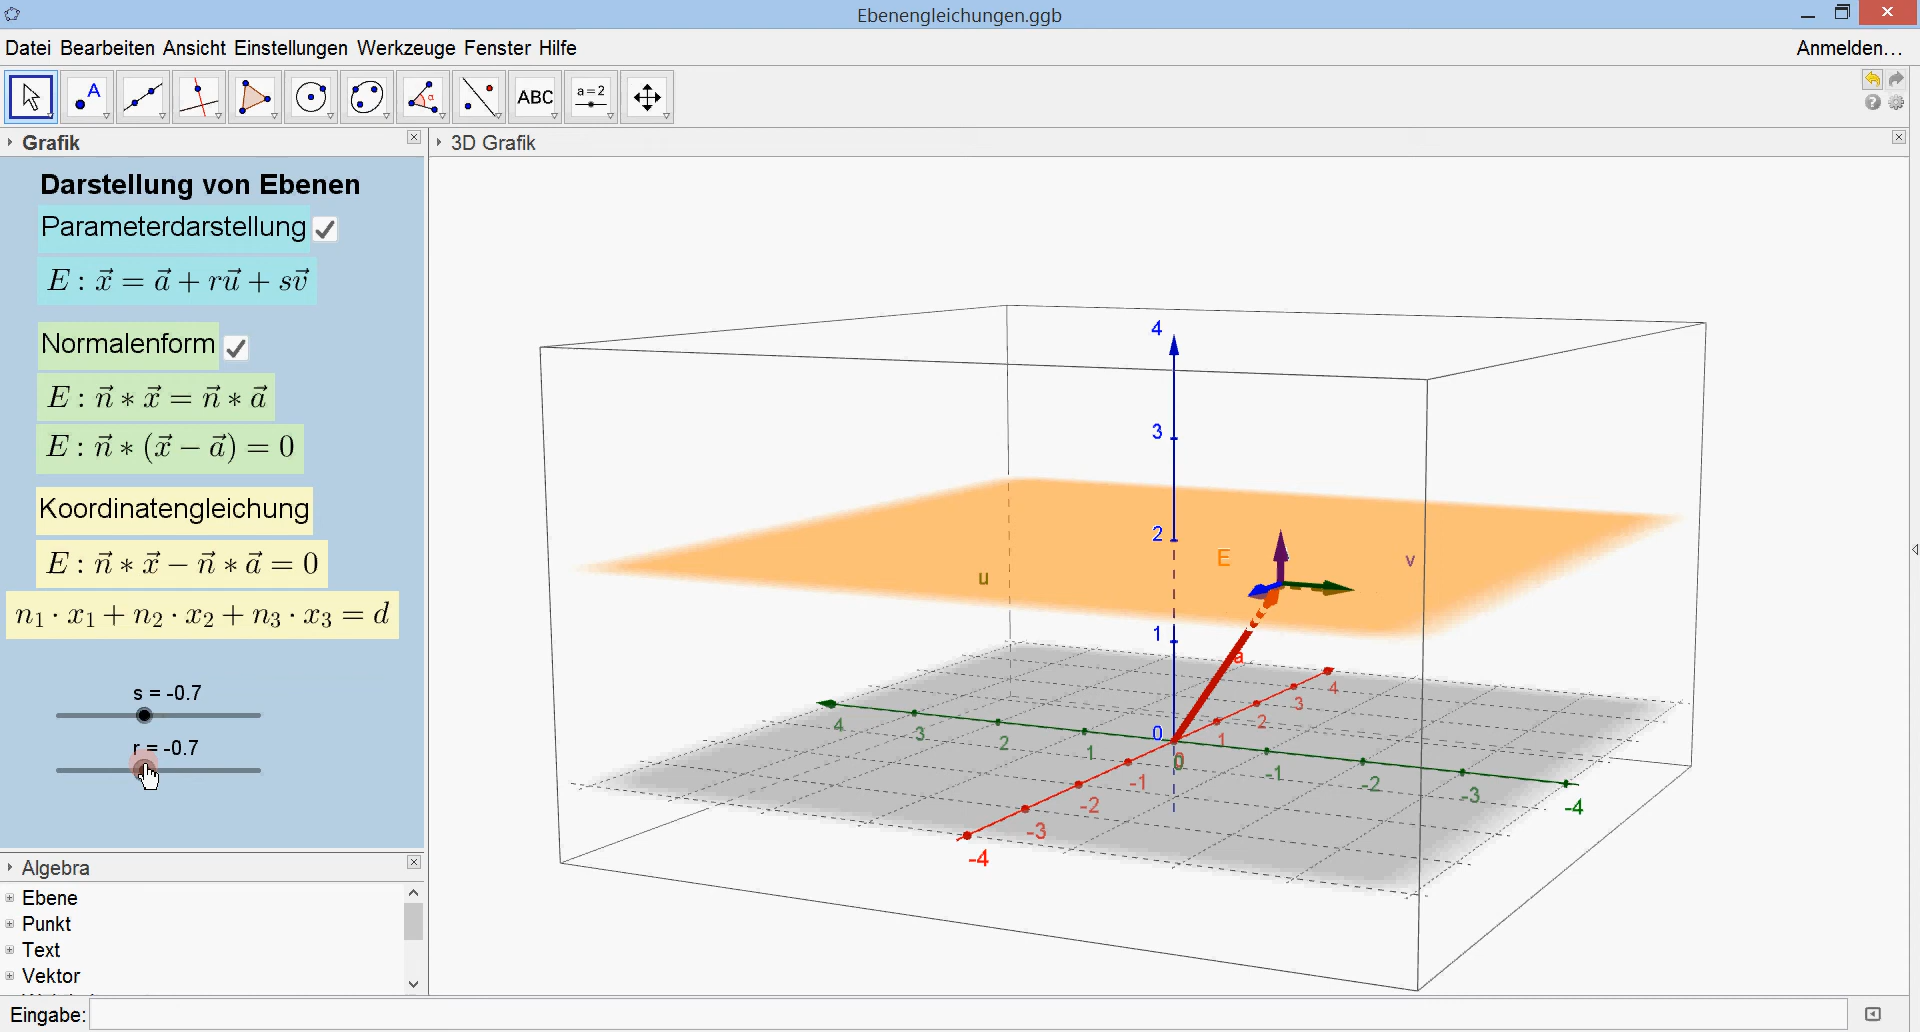 Ebenengleichungen.ggb
Datei Bearbeiten Ansicht Einstellungen Werkzeuge Fenster Hilfe
Anmelden...
A
α
ABC
a=2
Grafik
3D Grafik
Darstellung von Ebenen
Parameterdarstellung
E : x⃗ = a⃗ + ru⃗ + sv⃗
Normalenform
E : n⃗ * x⃗ = n⃗ * a⃗
E : n⃗ * (x⃗ − a⃗) = 0
Koordinatengleichung
E : n⃗ * x⃗ − n⃗ * a⃗ = 0
n₁ · x₁ + n₂ · x₂ + n₃ · x₃ = d
s = -0.7
r = -0.7
4
3
2
1
0
E
v
u
a
4
3
2
1
0
-1
-2
-3
-4
4
3
2
1
-1
-2
-3
-4
Algebra
Ebene
Punkt
Text
Vektor
Eingabe: